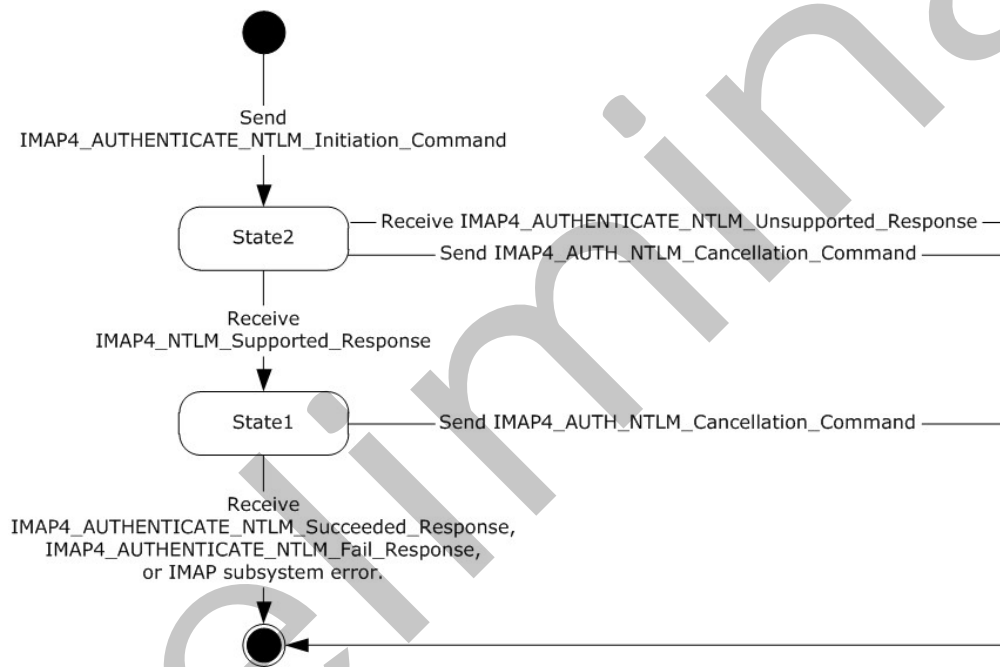 Send
IMAP4_AUTHENTICATE_NTLM_Initiation_Command
State2
Receive IMAP4_AUTHENTICATE_NTLM_Unsupported_Response
Send IMAP4_AUTH_NTLM_Cancellation_Command
Receive
IMAP4_NTLM_Supported_Response
State1
Send IMAP4_AUTH_NTLM_Cancellation_Command
Receive
IMAP4_AUTHENTICATE_NTLM_Succeeded_Response,
IMAP4_AUTHENTICATE_NTLM_Fail_Response,
or IMAP subsystem error.
elimina